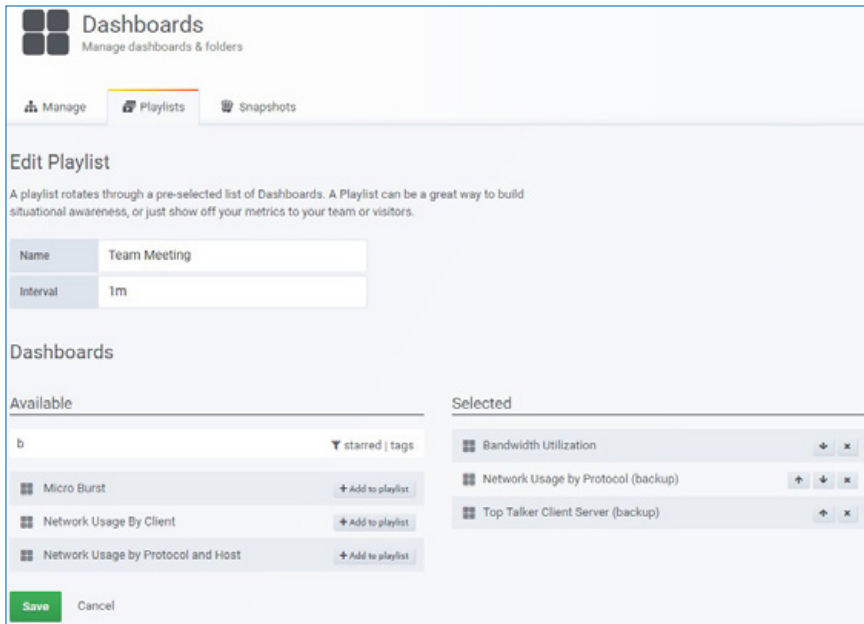 Dashboards
Manage dashboards & folders
Manage
Playlists
Snapshots
Edit Playlist
A playlist rotates through a pre-selected list of Dashboards. A Playlist can be a great way to build
situational awareness, or just show off your metrics to your team or visitors.
Name
Team Meeting
Interval
1m
Dashboards
Available
b
starred | tags
Micro Burst
+ Add to playlist
Network Usage By Client
+ Add to playlist
Network Usage by Protocol and Host
+ Add to playlist
Selected
Bandwidth Utilization
Network Usage by Protocol (backup)
Top Talker Client Server (backup)
Save
Cancel